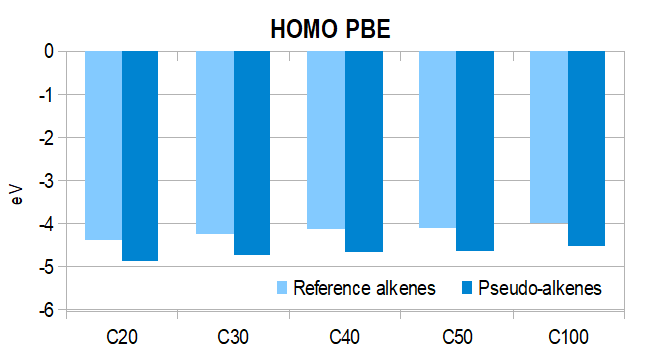 HOMO PBE
0
-1
-2
-3
-4
-5
-6
eV
Reference alkenes
Pseudo-alkenes
C20
C30
C40
C50
C100